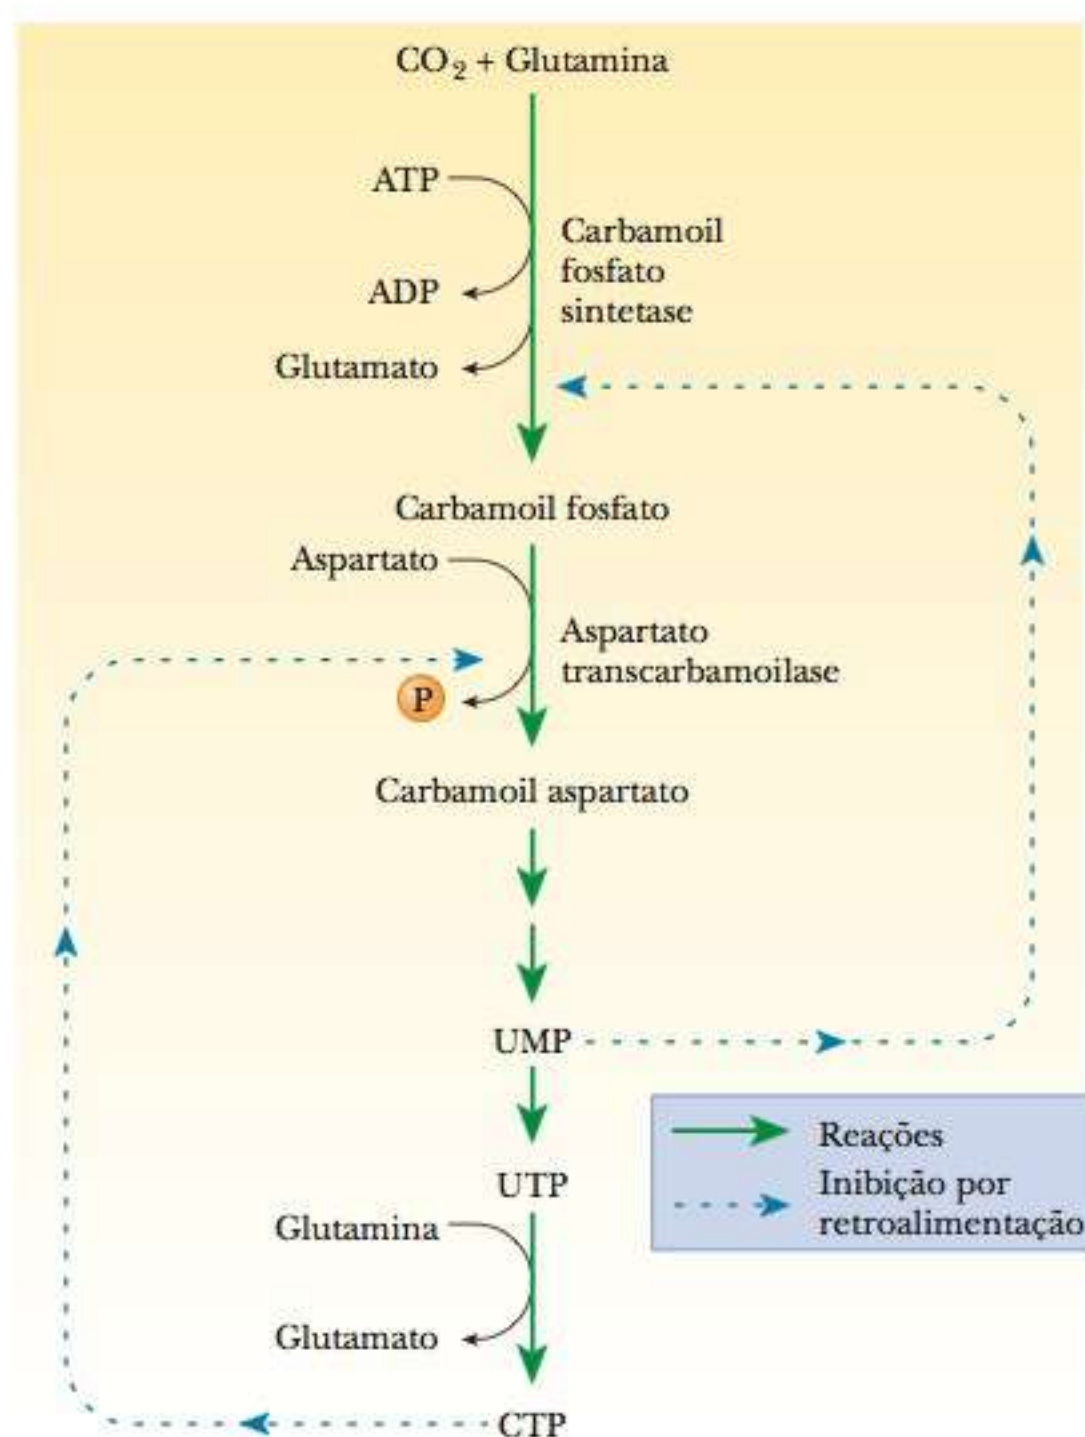 CO₂ + Glutamina
ATP
Carbamoil
fosfato
sintetase
ADP
Glutamato
Carbamoil fosfato
Aspartato
Aspartato
transcarbamoilase
P
Carbamoil aspartato
UMP
Reações
Inibição por
retroalimentação
UTP
Glutamina
Glutamato
CTP